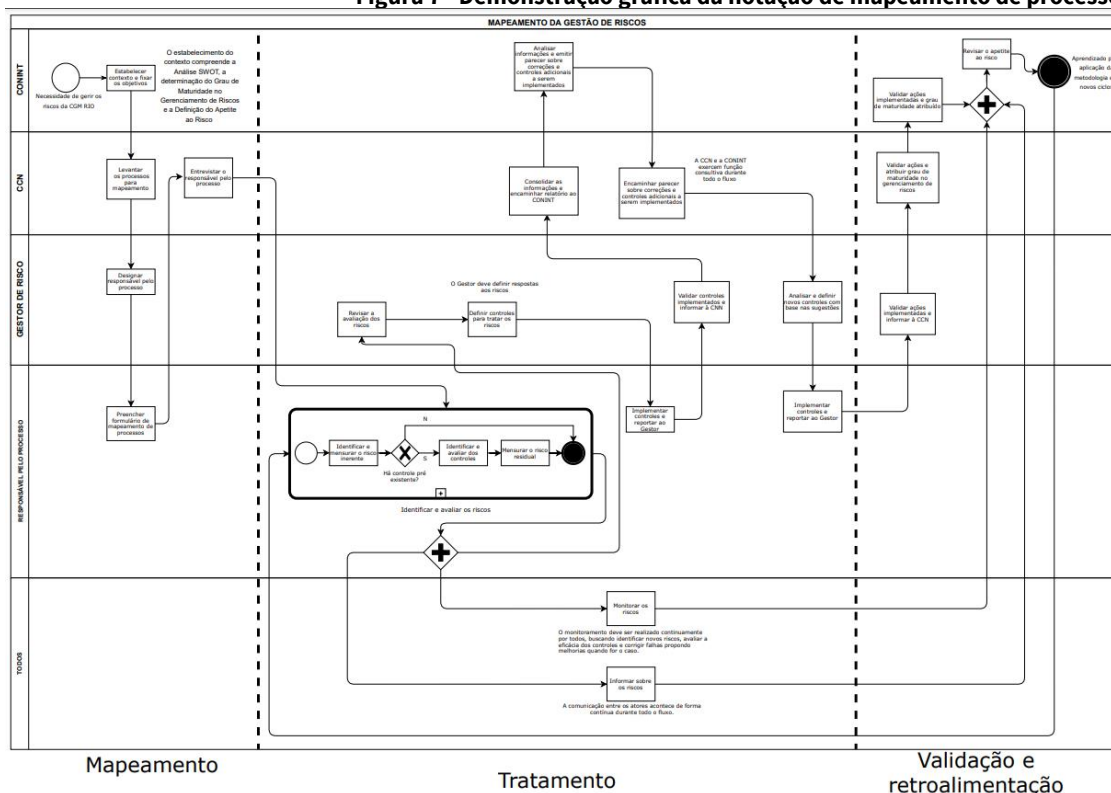 Figura 7 - Demonstração gráfica da notação de mapeamento de processo
MAPEAMENTO DA GESTÃO DE RISCOS
CONINT
Necessidade de gerir os
riscos da CGM RJO
Estabelecer
contexto e fixar
os objetivos
O estabelecimento do
contexto compreende a
Análise SWOT, a
determinação do Grau de
Maturidade no
Gerenciamento de Riscos
e a Definição do Apetite
ao Risco
Analisar
informações e emitir
parecer sobre
correções e
controles adicionais
a serem
implementados
Revisar o apetite
ao risco
Aprendizado p
aplicação da
metodologia
novos ciclo
Validar ações
implementadas e grau
de maturidade atribuído
CCN
Levantar
os processos
para
mapeamento
Entrevistar o
responsável pelo
processo
Consolidar as
informações e
encaminhar relatório ao
CONINT
Encaminhar parecer
sobre correções e
controles adicionais a
serem implementados
A CCN e a CONINT
exercem função
consultiva durante
todo o fluxo
Validar ações e
atribuir grau de
maturidade no
gerenciamento de
riscos
GESTOR DE RISCO
Designar
responsável pelo
processo
Revisar a
avaliação dos
riscos
O Gestor deve definir respostas
aos riscos
Definir controles
para tratar os
riscos
Validar controles
implementados e
informar à CNN
Analisar e definir
novos controles com
base nas sugestões
Validar ações
implementadas e
informar à CCN
RESPONSÁVEL PELO PROCESSO
Preencher
formulário de
mapeamento de
processos
Identificar e
mensurar o risco
inerente
Há controle pré
existente?
N
S
Identificar e
avaliar dos
controles
Mensurar o risco
residual
Identificar e avaliar os riscos
Implementar
controles e
reportar ao
Gestor
Implementar
controles e
reportar ao Gestor
TODOS
Monitorar os
riscos
O monitoramento deve ser realizado continuamente
por todos, buscando identificar novos riscos, avaliar a
eficácia dos controles e corrigir falhas propondo
melhorias quando for o caso.
Informar sobre
os riscos
A comunicação entre os atores acontece de forma
contínua durante todo o fluxo.
Mapeamento
Tratamento
Validação e
retroalimentação